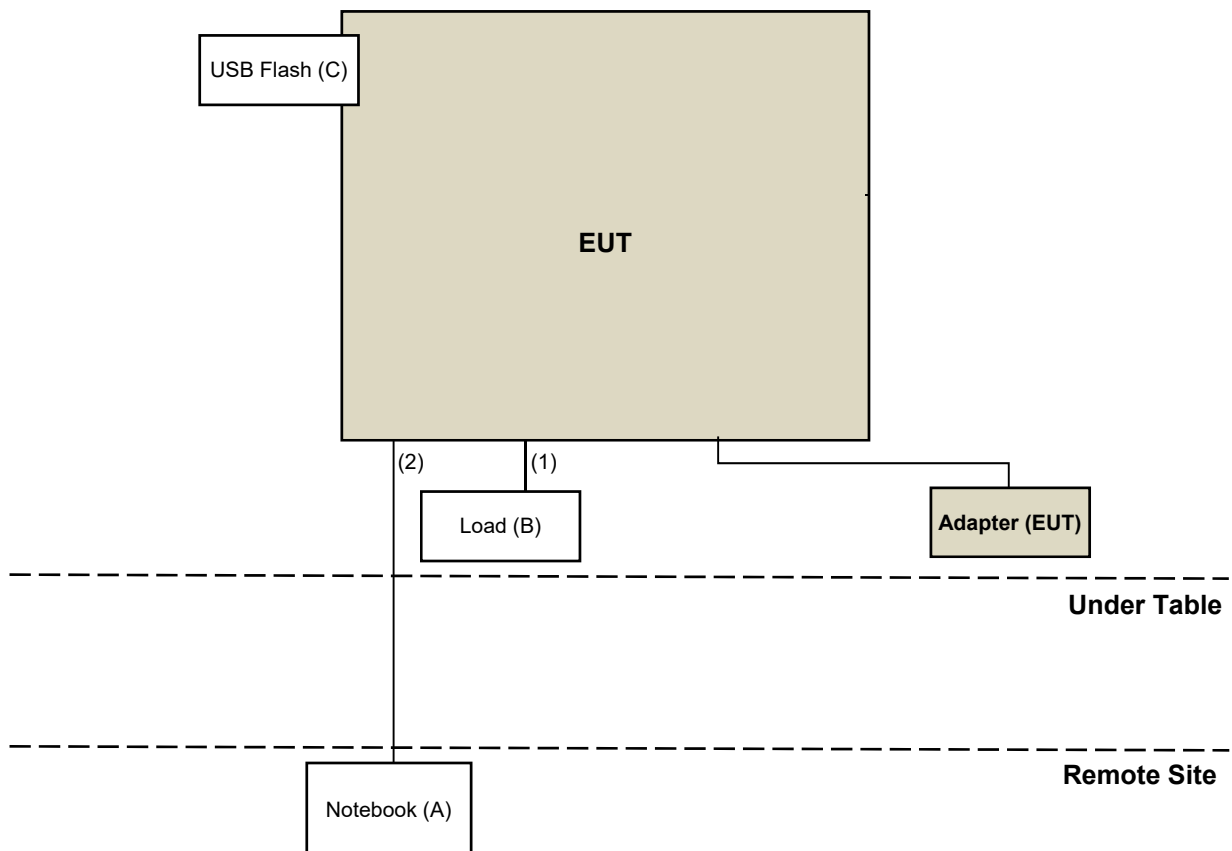 USB Flash (C)
EUT
(2)
(1)
Load (B)
Adapter (EUT)
Under Table
Remote Site
Notebook (A)